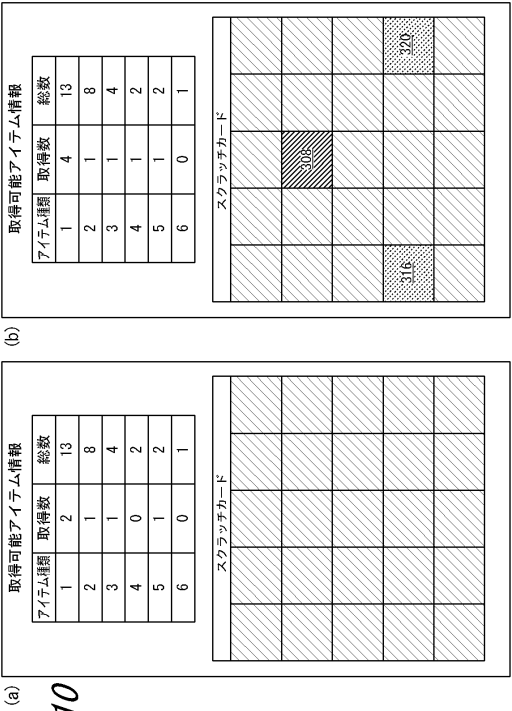 10
(a)
取得可能アイテム情報
アイテム種類 取得数 総数
1 2 13
2 1 8
3 1 4
4 0 2
5 1 2
6 0 1
スクラッチカード
(b)
取得可能アイテム情報
アイテム種類 取得数 総数
1 4 13
2 1 8
3 1 4
4 1 2
5 1 2
6 0 1
スクラッチカード
308
316 320